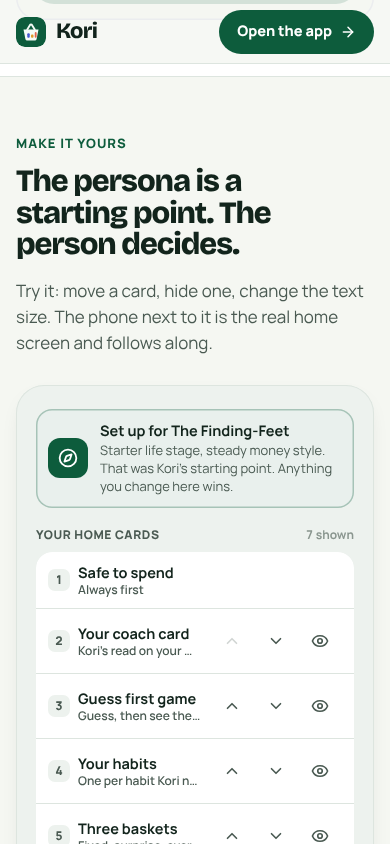 Kori
Open the app
MAKE IT YOURS
The persona is a
starting point. The
person decides.
Try it: move a card, hide one, change the text
size. The phone next to it is the real home
screen and follows along.
Set up for The Finding-Feet
Starter life stage, steady money style.
That was Kori's starting point. Anything
you change here wins.
YOUR HOME CARDS
7 shown
1
Safe to spend
Always first
2
Your coach card
Kori's read on your ...
3
Guess first game
Guess, then see the...
4
Your habits
One per habit Kori n...
5
Three baskets